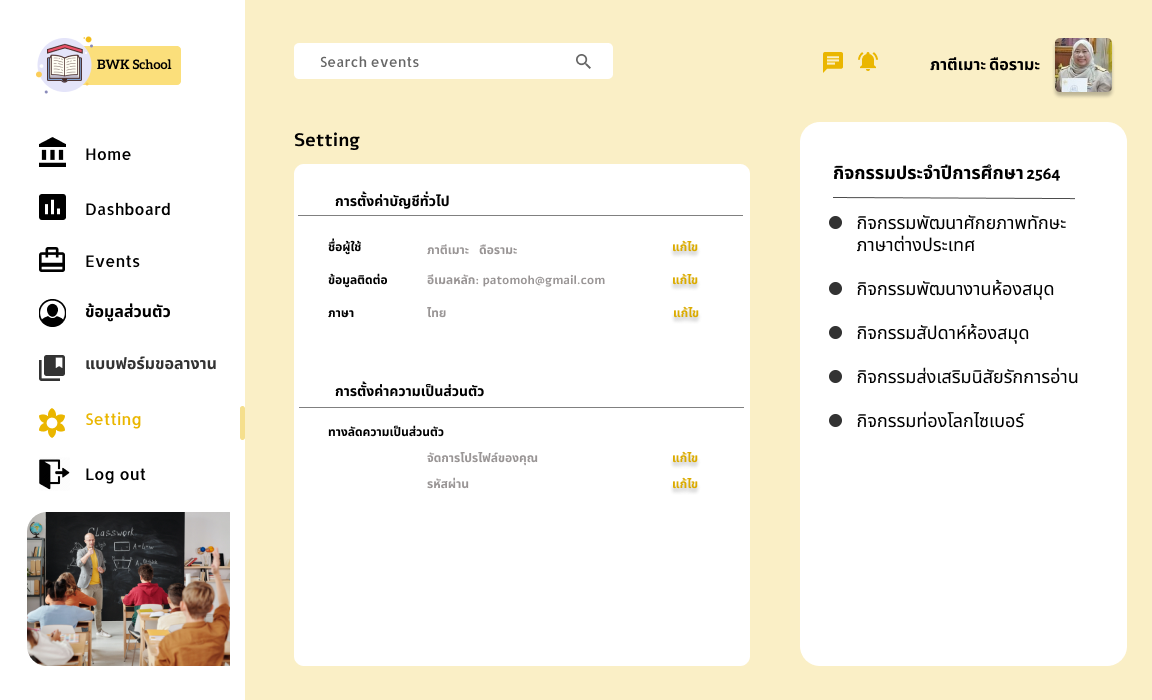 BWK School
Search events
ภาตีเมาะ ดือรามะ
Home
Dashboard
Events
ข้อมูลส่วนตัว
แบบฟอร์มขอลางาน
Setting
Log out
Classwork
Setting
การตั้งค่าบัญชีทั่วไป
ชื่อผู้ใช้ ภาตีเมาะ ดือรามะ แก้ไข
ข้อมูลติดต่อ อีเมลหลัก: patomoh@gmail.com แก้ไข
ภาษา ไทย แก้ไข
การตั้งค่าความเป็นส่วนตัว
ทางลัดความเป็นส่วนตัว
จัดการโปรไฟล์ของคุณ แก้ไข
รหัสผ่าน แก้ไข
กิจกรรมประจำปีการศึกษา 2564
กิจกรรมพัฒนาศักยภาพทักษะ
ภาษาต่างประเทศ
กิจกรรมพัฒนางานห้องสมุด
กิจกรรมสัปดาห์ห้องสมุด
กิจกรรมส่งเสริมนิสัยรักการอ่าน
กิจกรรมท่องโลกไซเบอร์